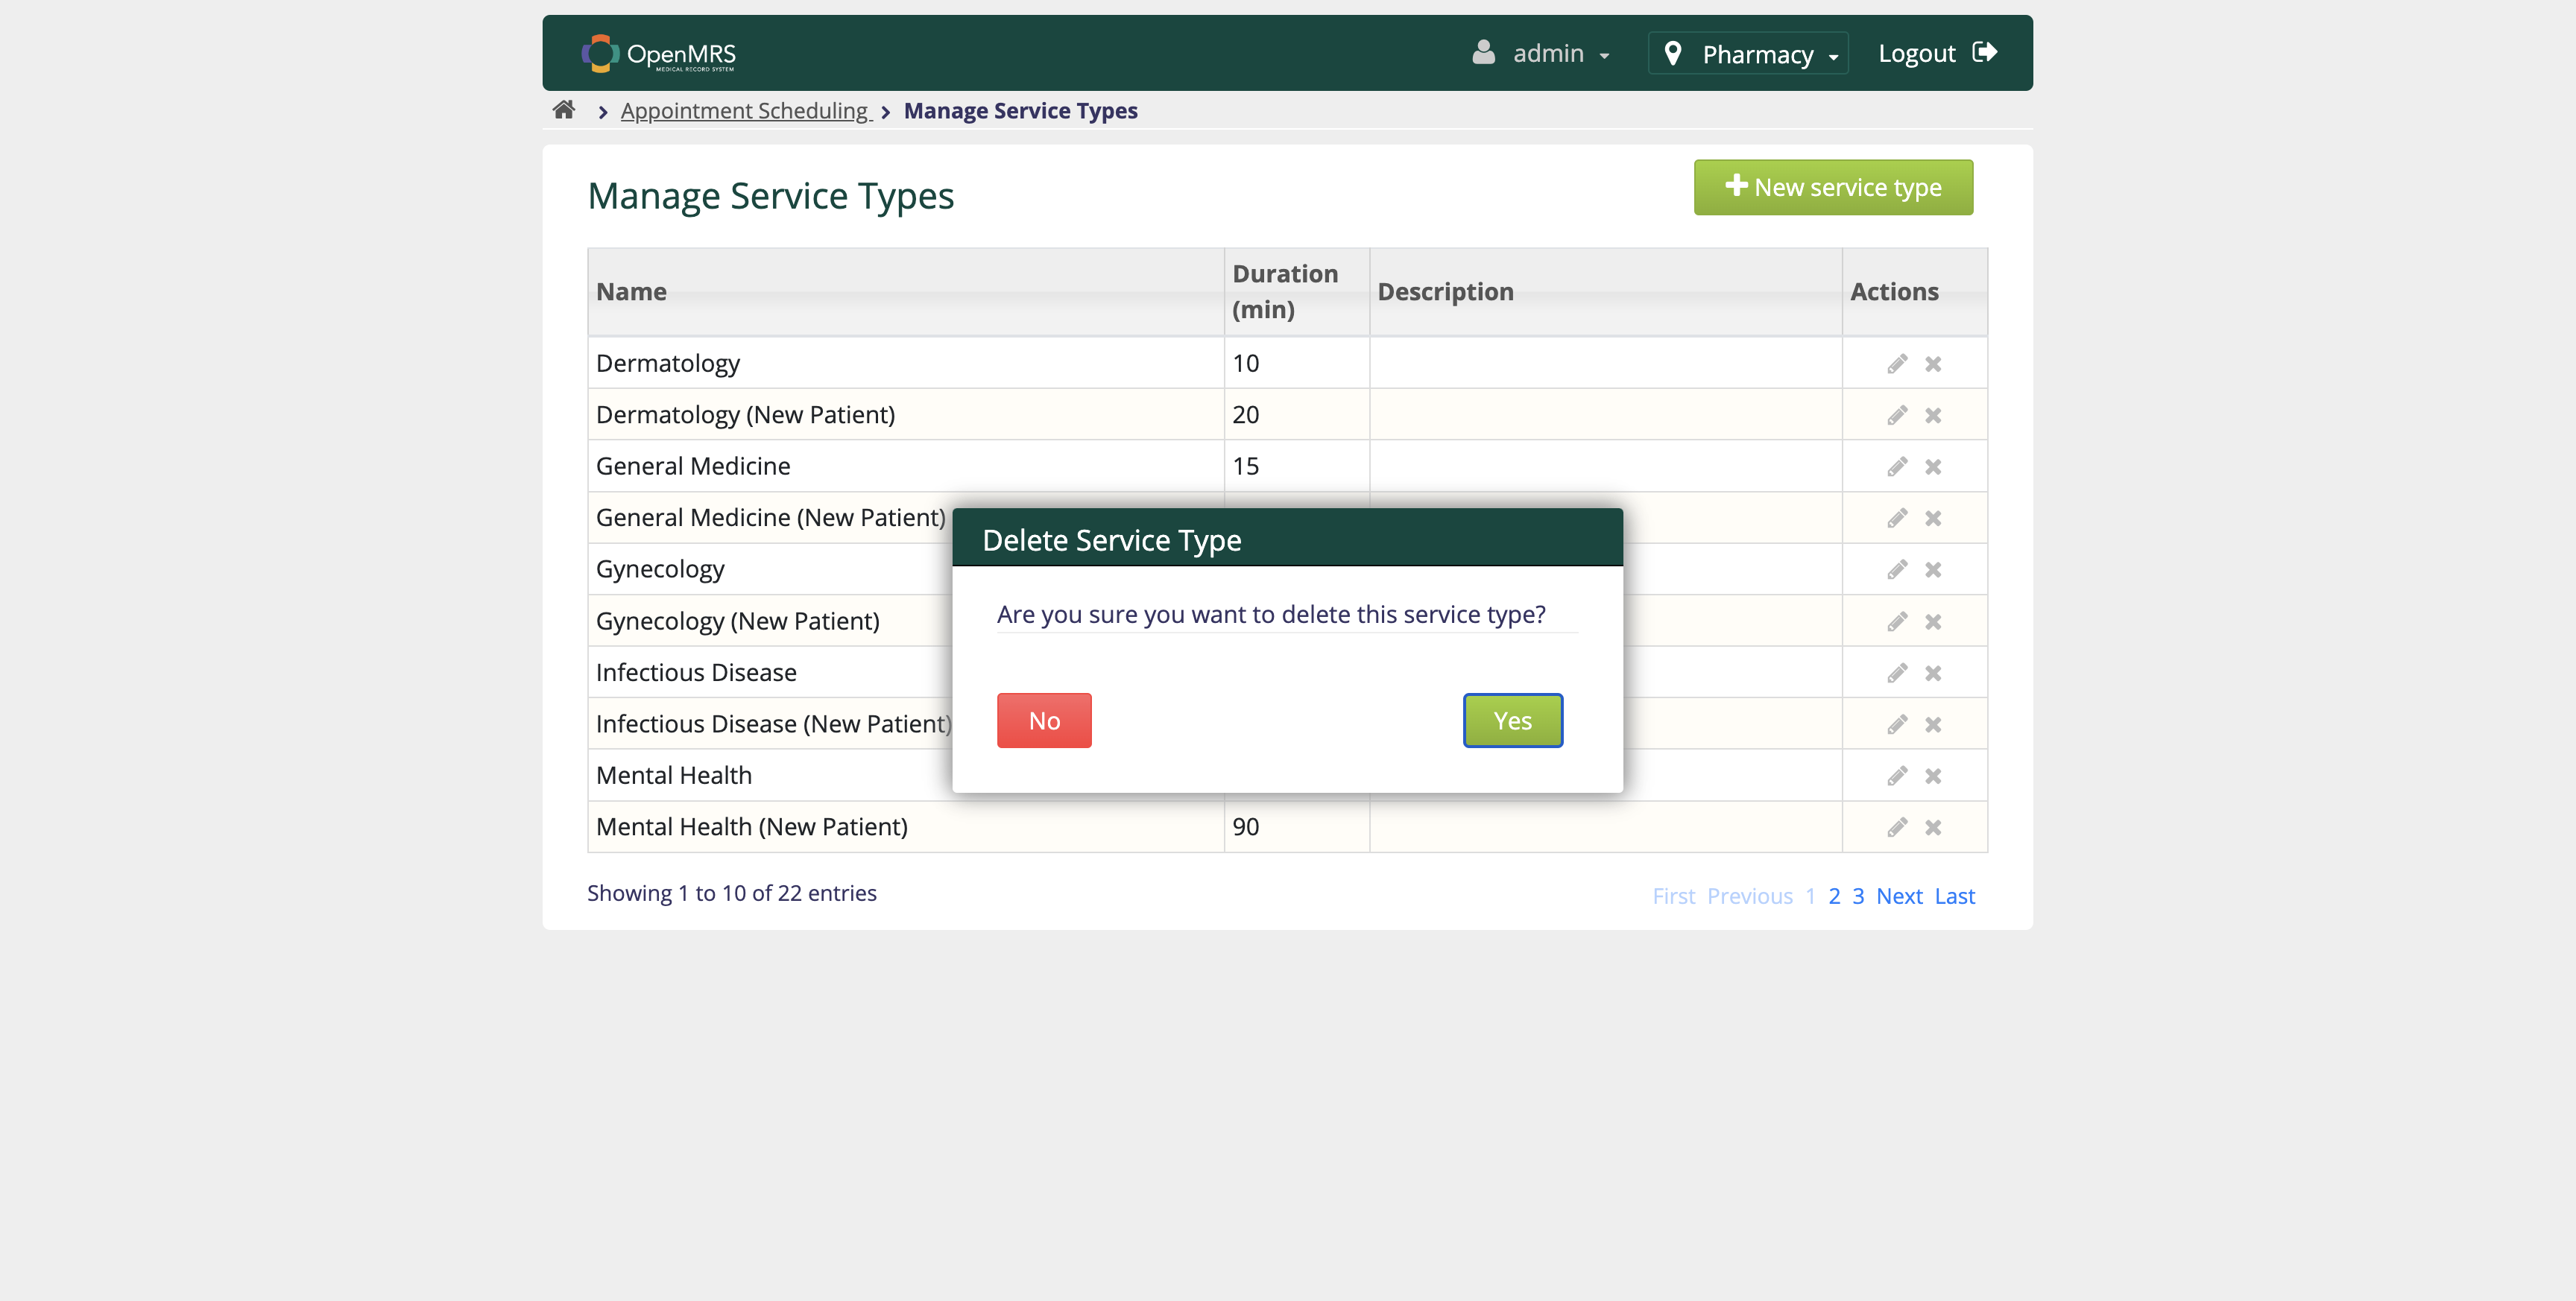 OpenMRS
MEDICAL RECORD SYSTEM
admin
Pharmacy
Logout
Appointment Scheduling
Manage Service Types
Manage Service Types
New service type
Name Duration (min) Description Actions
Dermatology 10
Dermatology (New Patient) 20
General Medicine 15
General Medicine (New Patient)
Gynecology
Gynecology (New Patient)
Infectious Disease
Infectious Disease (New Patient)
Mental Health
Mental Health (New Patient) 90
Delete Service Type
Are you sure you want to delete this service type?
No
Yes
Showing 1 to 10 of 22 entries
First Previous 1 2 3 Next Last